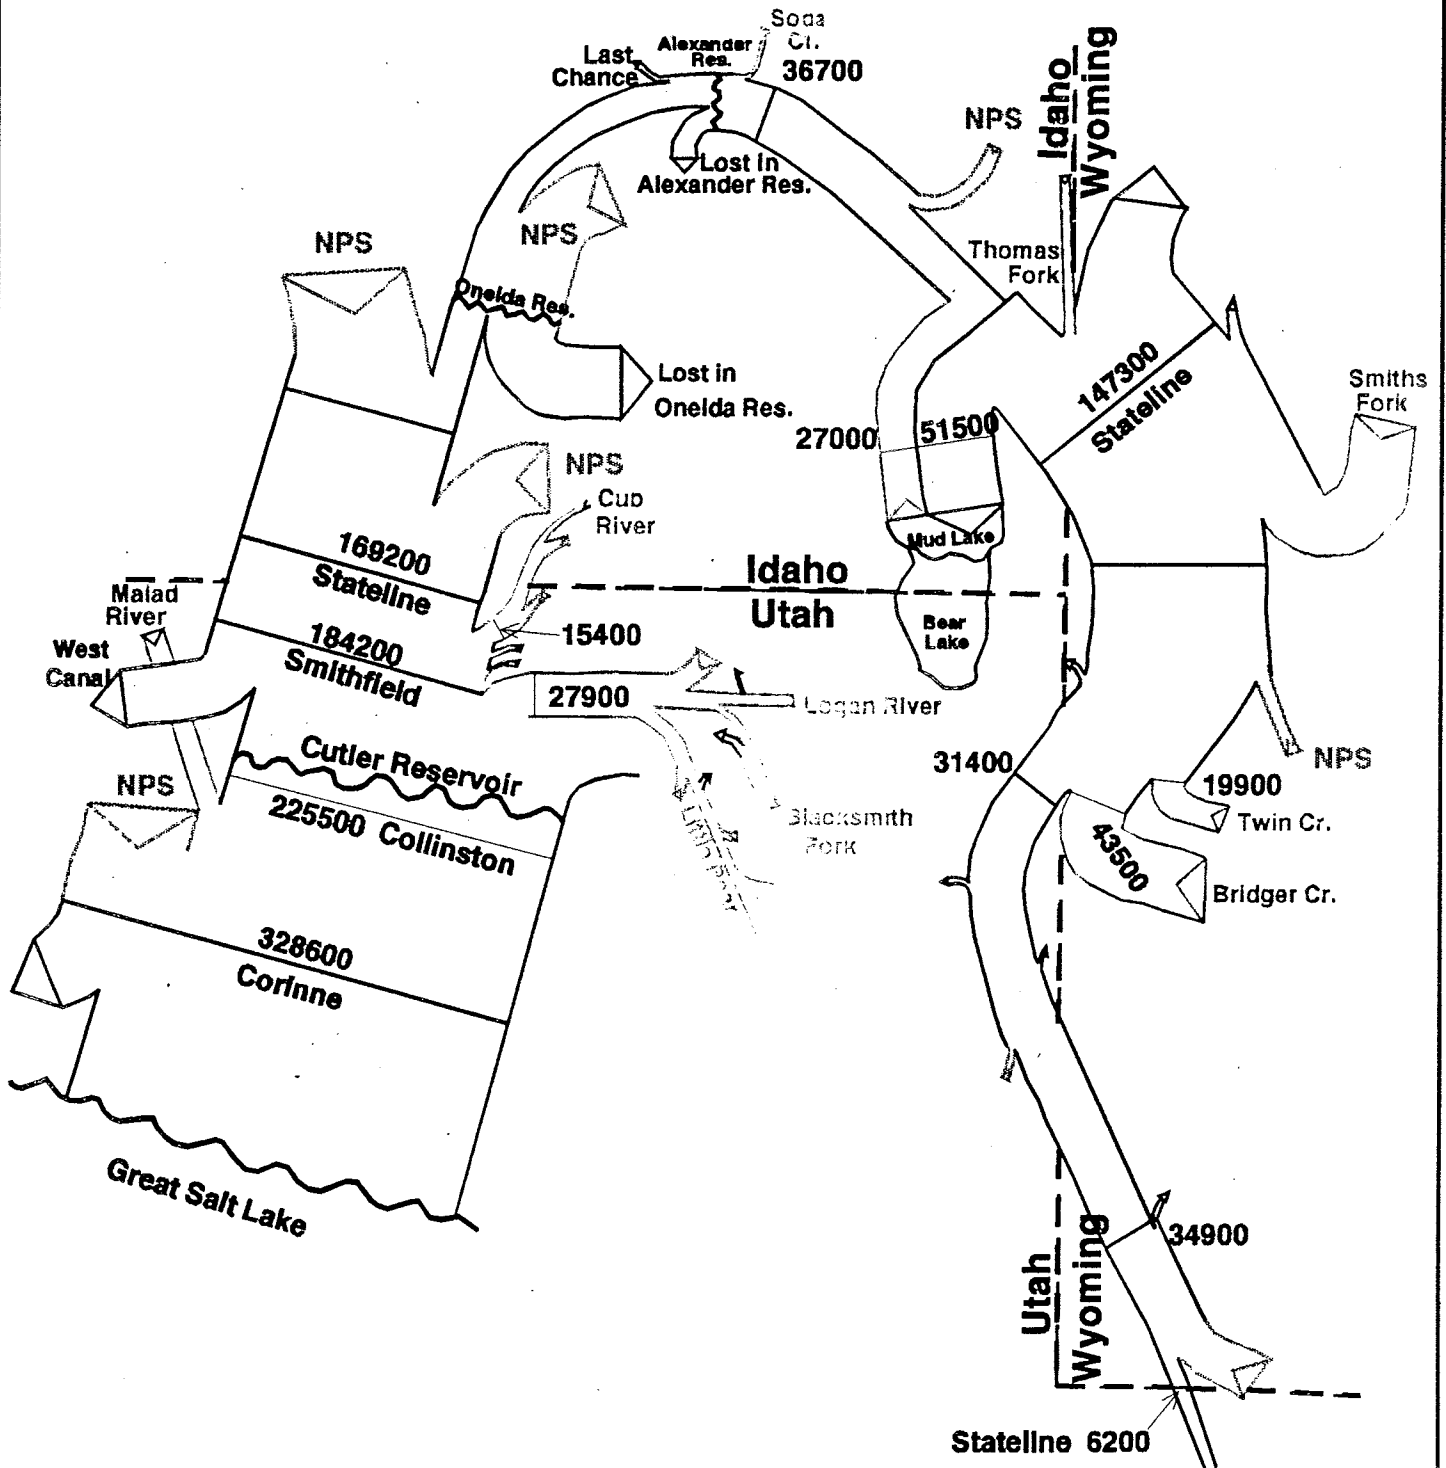 Soda
Cr.
36700
Alexander
Res.
Last
Chance
Lost in
Alexander Res.
NPS
Idaho
Wyoming
NPS
NPS
Thomas
Fork
Oneida Res.
Lost in
Oneida Res.
147300
Stateline
Smiths
Fork
27000
51500
NPS
Cub
River
Mud Lake
169200
Stateline
Idaho
Utah
Malad
River
West
Canal
15400
Bear
Lake
184200
Smithfield
27900
Logan River
NPS
Cutler Reservoir
225500 Collinston
31400
NPS
19900
Twin Cr.
Blacksmith
Fork
Little Bear
43500
Bridger Cr.
328600
Corinne
Great Salt Lake
34900
Utah
Wyoming
Stateline 6200